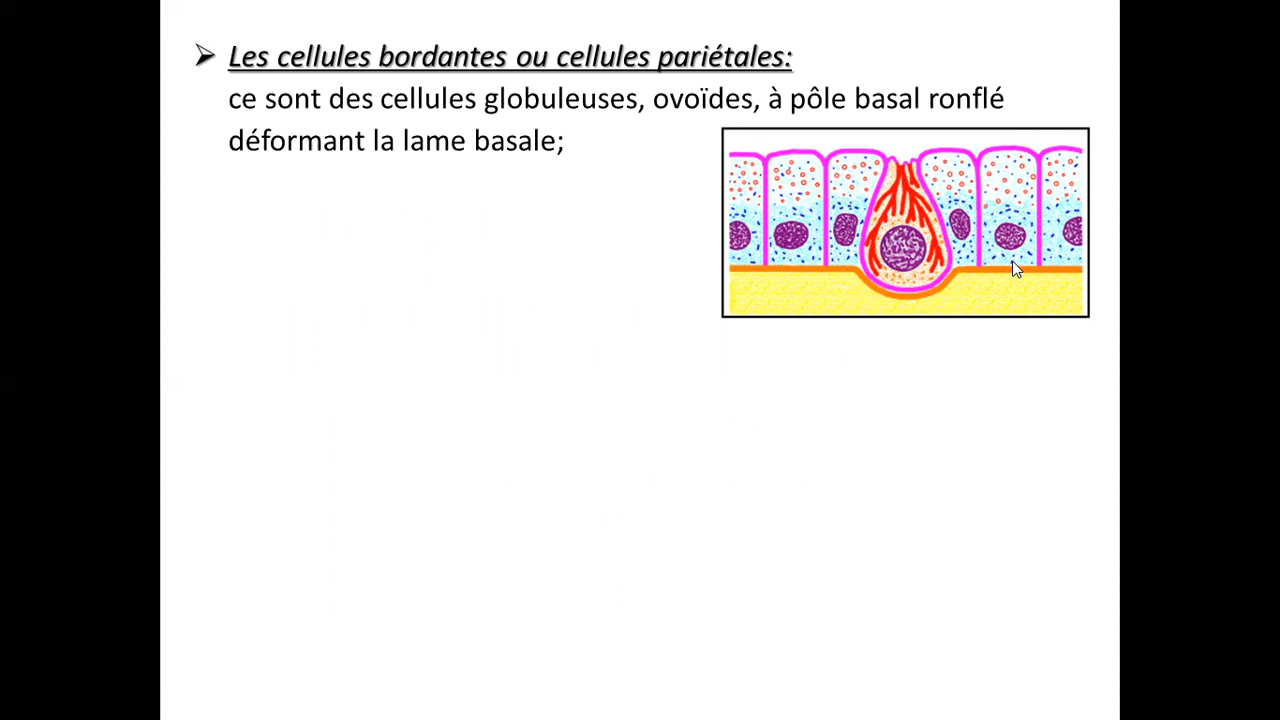 Les cellules bordantes ou cellules pariétales:
ce sont des cellules globuleuses, ovoïdes, à pôle basal ronflé
déformant la lame basale;